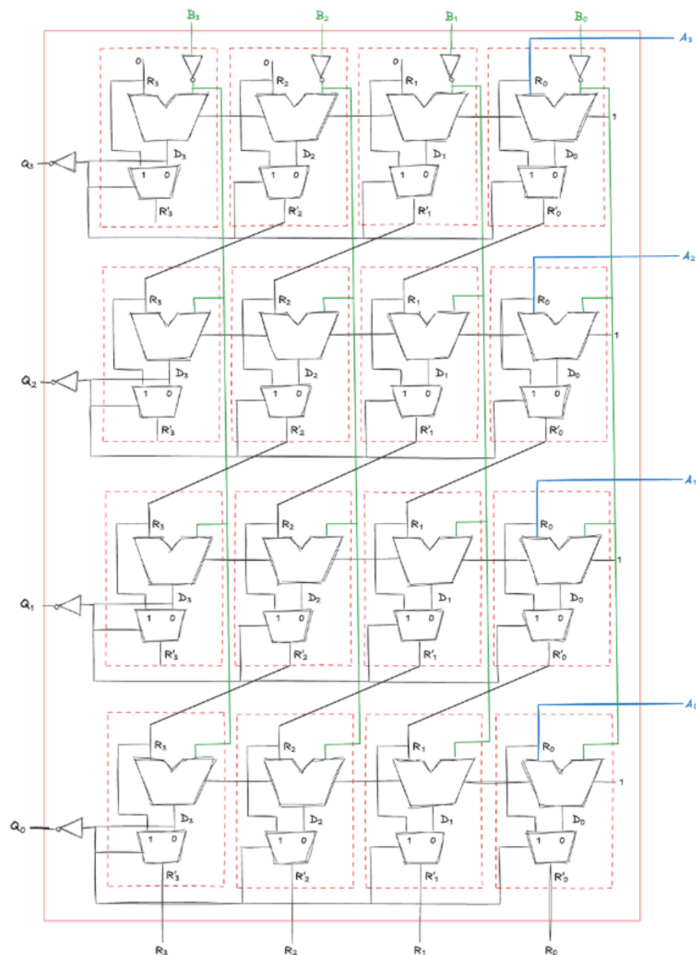 B₃ B₂ B₁ B₀
A₃
0 0 0
R₃ R₂ R₁ R₀
1
Q₃ D₃ D₂ D₁ D₀
1 0 1 0 1 0 1 0
R'₃ R'₂ R'₁ R'₀
A₂
R₃ R₂ R₁ R₀
1
Q₂ D₃ D₂ D₁ D₀
1 0 1 0 1 0 1 0
R'₃ R'₂ R'₁ R'₀
A₁
R₃ R₂ R₁ R₀
1
Q₁ D₃ D₂ D₁ D₀
1 0 1 0 1 0 1 0
R'₃ R'₂ R'₁ R'₀
A₀
R₃ R₂ R₁ R₀
1
Q₀ D₃ D₂ D₁ D₀
1 0 1 0 1 0 1 0
R'₃ R'₂ R'₁ R'₀
R₃ R₂ R₁ R₀